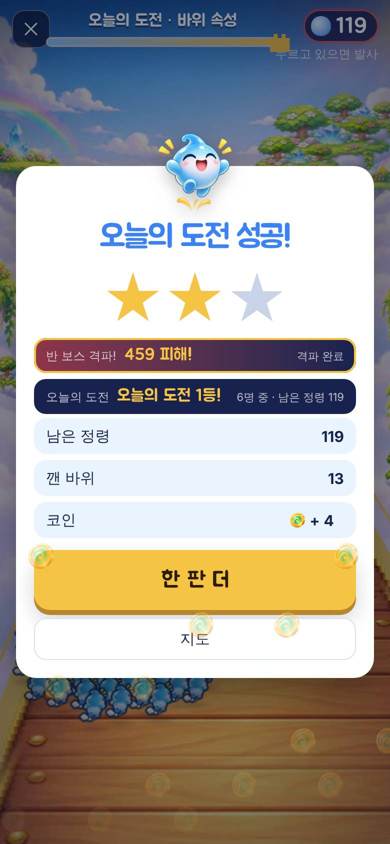 오늘의 도전 · 바위 속성
119
누르고 있으면 발사
오늘의 도전 성공!
반 보스 격파! 459 피해! 격파 완료
오늘의 도전 오늘의 도전 1등! 6명 중 · 남은 정령 119
남은 정령 119
깬 바위 13
코인 + 4
한 판 더
지도